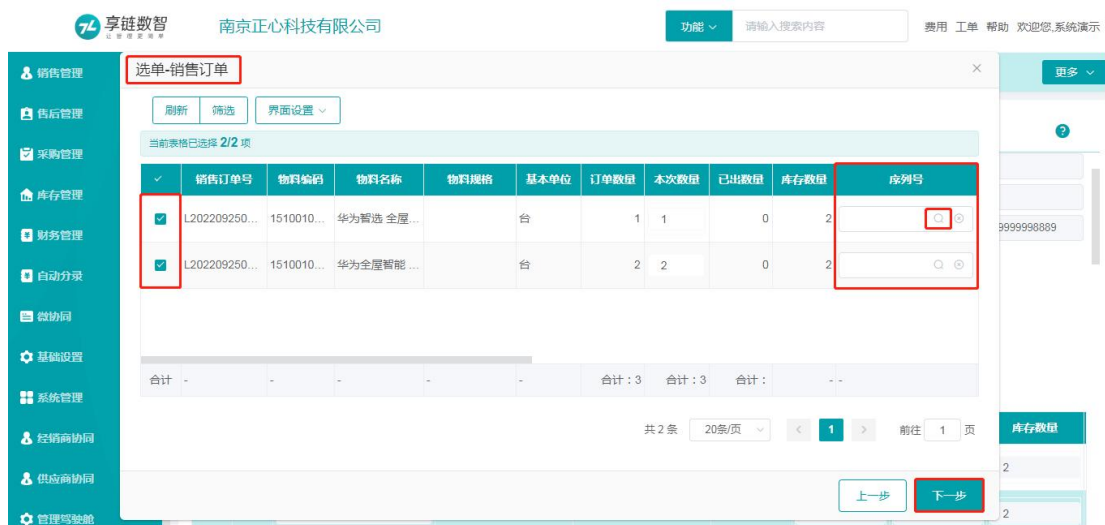 享链数智
让管理更简单
南京正心科技有限公司
功能
请输入搜索内容
费用 工单 帮助 欢迎您,系统演示
销售管理
售后管理
采购管理
库存管理
财务管理
自动分录
微协同
基础设置
系统管理
经销商协同
供应商协同
管理驾驶舱
更多
选单-销售订单
刷新 筛选 界面设置
当前表格已选择 2/2 项
销售订单号 物料编码 物料名称 物料规格 基本单位 订单数量 本次数量 已出数量 库存数量 序列号
L202209250... 1510010... 华为智选 全屋... 台 1 1 0 2
L202209250... 1510010... 华为全屋智能 ... 台 2 2 0 2
合计 - - - - - 合计：3 合计：3 合计： - -
共 2 条 20条/页 < 1 > 前往 1 页
上一步 下一步
9999998889
库存数量
2
2